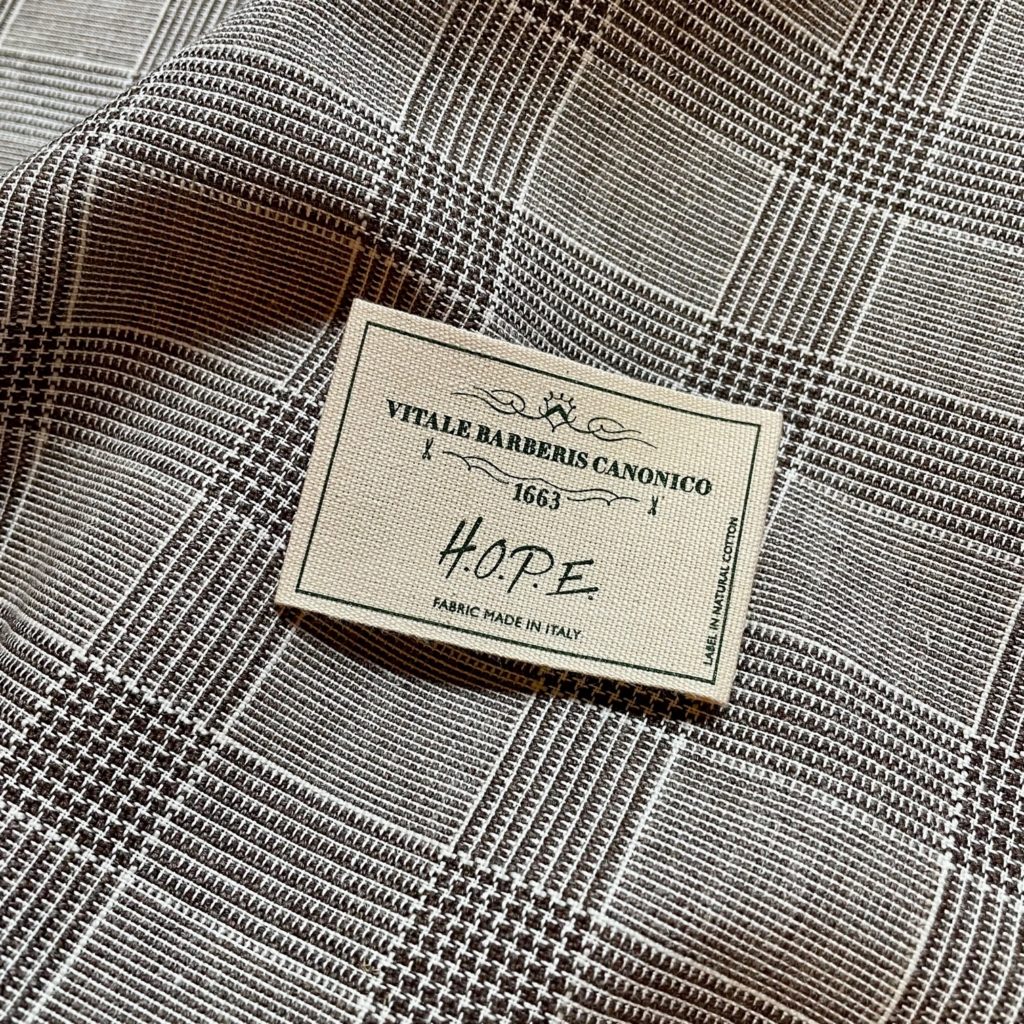 VITALE BARBERIS CANONICO
1663
H.O.P.E.
FABRIC MADE IN ITALY
LABEL IN NATURAL COTTON